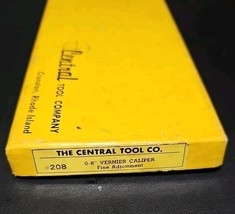 Central
TOOL COMPANY
Cranston, Rhode Island
THE CENTRAL TOOL CO.
208
0-6" VERNIER CALIPER
Fine Adjustment